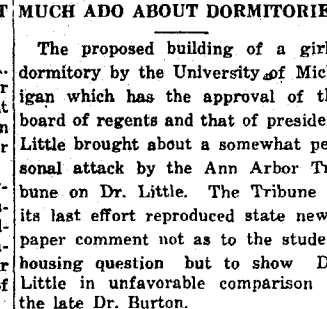 T MUCH ADO ABOUT DORMITORIE
The proposed building of a girl
dormitory by the University of Mich
igan which has the approval of th
board of regents and that of preside
Little brought about a somewhat pe
sonal attack by the Ann Arbor Tr
bune on Dr. Little. The Tribune
its last effort reproduced state new
paper comment not as to the stude
housing question but to show D
Little in unfavorable comparison
the late Dr. Burton.